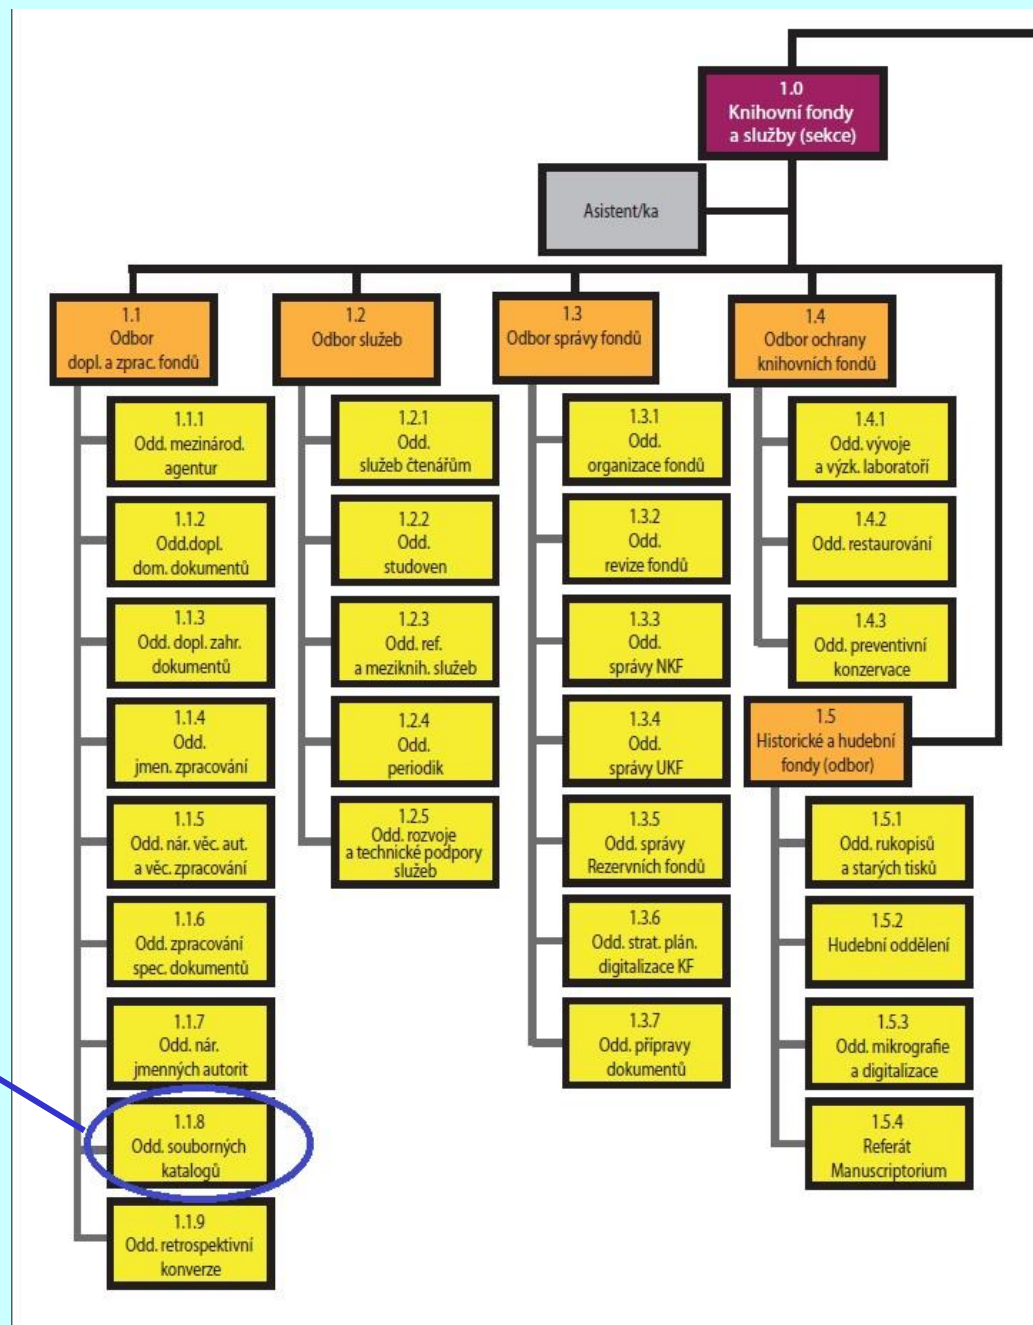 1.0
Knihovní fondy
a služby (sekce)
Asistent/ka
1.1
Odbor
dopl. a zprac. fondů
1.1.1
Odd. mezinárod.
agentur
1.1.2
Odd.dopl.
dom. dokumentů
1.1.3
Odd. dopl. zahr.
dokumentů
1.1.4
Odd.
jmen. zpracování
1.1.5
Odd. nár. věc. aut.
a věc. zpracování
1.1.6
Odd. zpracování
spec. dokumentů
1.1.7
Odd. nár.
jmenných autorit
1.1.8
Odd. souborných
katalogů
1.1.9
Odd. retrospektivní
konverze
1.2
Odbor služeb
1.2.1
Odd.
služeb čtenářům
1.2.2
Odd.
studoven
1.2.3
Odd. ref.
a meziknih. služeb
1.2.4
Odd.
periodik
1.2.5
Odd. rozvoje
a technické podpory
služeb
1.3
Odbor správy fondů
1.3.1
Odd.
organizace fondů
1.3.2
Odd.
revize fondů
1.3.3
Odd.
správy NKF
1.3.4
Odd.
správy UKF
1.3.5
Odd. správy
Rezervních fondů
1.3.6
Odd. strat. plán.
digitalizace KF
1.3.7
Odd. přípravy
dokumentů
1.4
Odbor ochrany
knihovních fondů
1.4.1
Odd. vývoje
a výzk. laboratoří
1.4.2
Odd. restaurování
1.4.3
Odd. preventivní
konzervace
1.5
Historické a hudební
fondy (odbor)
1.5.1
Odd. rukopisů
a starých tisků
1.5.2
Hudební oddělení
1.5.3
Odd. mikrografie
a digitalizace
1.5.4
Referát
Manuscriptorium